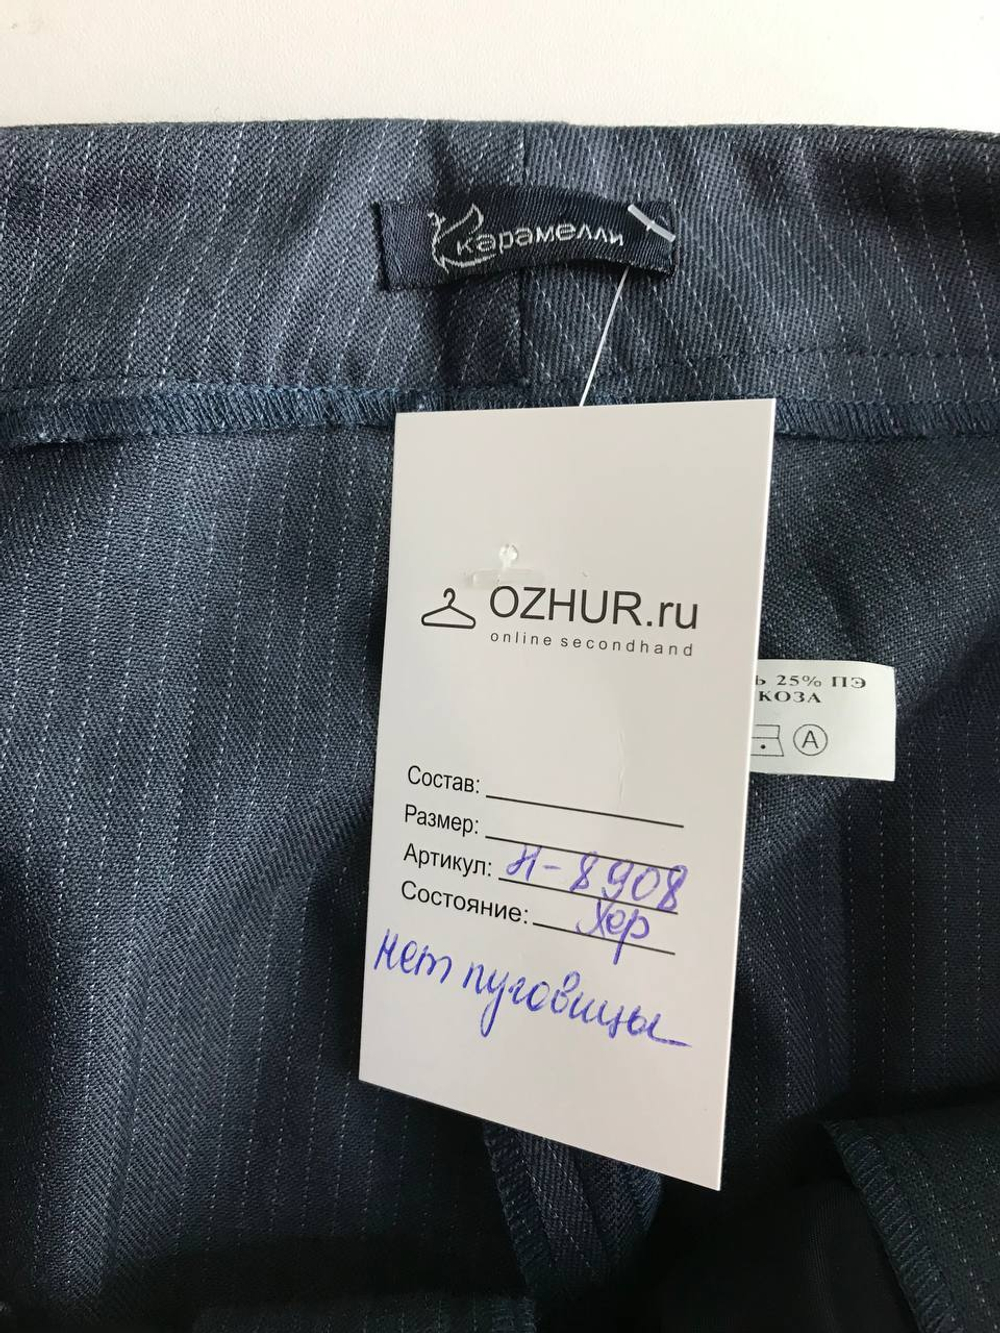 карамелли
OZHUR.ru
online secondhand
Ь 25% ПЭ
КОЗА
А
Состав:
Размер:
Артикул: Н-8908
Состояние: Хор
нет пуговицы